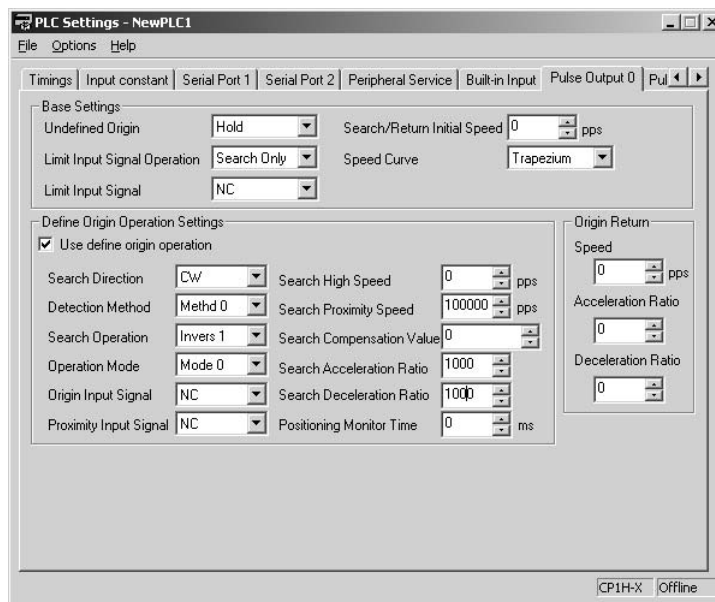 PLC Settings - NewPLC1
File Options Help
Timings Input constant Serial Port 1 Serial Port 2 Peripheral Service Built-in Input Pulse Output 0 Pul
Base Settings
Undefined Origin Hold Search/Return Initial Speed 0 pps
Limit Input Signal Operation Search Only Speed Curve Trapezium
Limit Input Signal NC
Define Origin Operation Settings Origin Return
Use define origin operation
Speed
Search Direction CW Search High Speed 0 pps 0 pps
Detection Method Methd 0 Search Proximity Speed 100000 pps Acceleration Ratio
Search Operation Invers 1 Search Compensation Value 0 0
Operation Mode Mode 0 Search Acceleration Ratio 1000 Deceleration Ratio
Origin Input Signal NC Search Deceleration Ratio 1000 0
Proximity Input Signal NC Positioning Monitor Time 0 ms
CP1H-X Offline